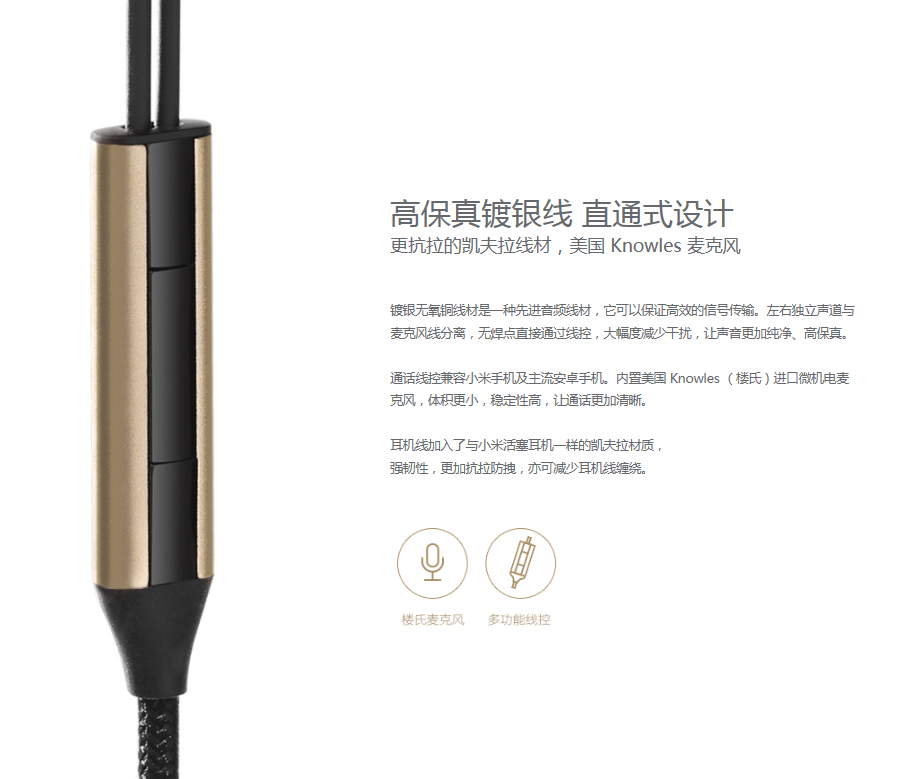 高保真镀银线 直通式设计
更抗拉的凯夫拉线材，美国 Knowles 麦克风
镀银无氧铜线材是一种先进音频线材，它可以保证高效的信号传输。左右独立声道与
麦克风线分离，无焊点直接通过线控，大幅度减少干扰，让声音更加纯净、高保真。
通话线控兼容小米手机及主流安卓手机。内置美国 Knowles （楼氏）进口微机电麦
克风，体积更小，稳定性高，让通话更加清晰。
耳机线加入了与小米活塞耳机一样的凯夫拉材质，
强韧性，更加抗拉防拽，亦可减少耳机线缠绕。
楼氏麦克风 多功能线控